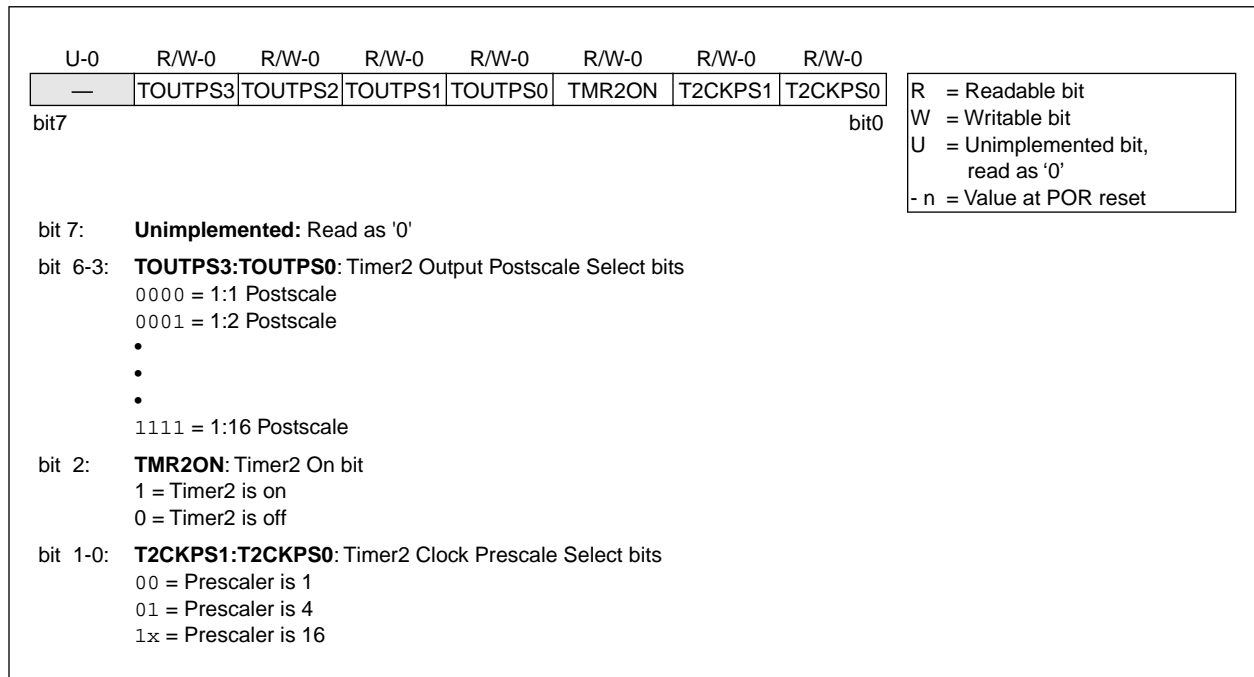 U-0 R/W-0 R/W-0 R/W-0 R/W-0 R/W-0 R/W-0 R/W-0
— TOUTPS3 TOUTPS2 TOUTPS1 TOUTPS0 TMR2ON T2CKPS1 T2CKPS0
bit7 bit0
R = Readable bit
W = Writable bit
U = Unimplemented bit,
read as ‘0’
- n = Value at POR reset
bit 7: Unimplemented: Read as '0'
bit 6-3: TOUTPS3:TOUTPS0: Timer2 Output Postscale Select bits
0000 = 1:1 Postscale
0001 = 1:2 Postscale
•
•
•
1111 = 1:16 Postscale
bit 2: TMR2ON: Timer2 On bit
1 = Timer2 is on
0 = Timer2 is off
bit 1-0: T2CKPS1:T2CKPS0: Timer2 Clock Prescale Select bits
00 = Prescaler is 1
01 = Prescaler is 4
1x = Prescaler is 16